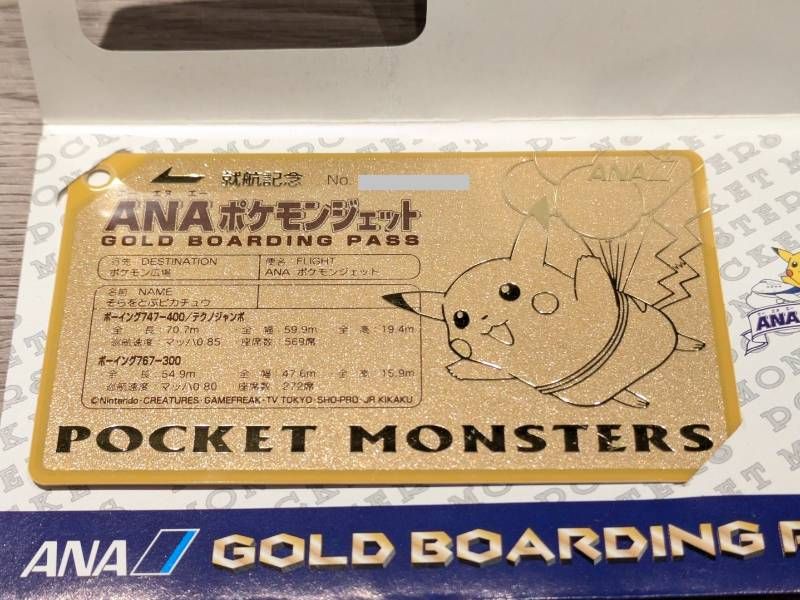 就航記念 No.
エヌ エー
ANAポケモンジェット
GOLD BOARDING PASS
行先 DESTINATION
ポケモン広場
便名 FLIGHT
ANA ポケモンジェット
名前 NAME
そらをとぶピカチュウ
ボーイング747-400/テクノジャンボ
全長:70.7m 全幅 59.9m 全高:19.4m
巡航速度:マッハ0.85 座席数 569席
ボーイング767-300
全長:54.9m 全幅 47.6m 全高:15.9m
巡航速度:マッハ0.80 座席数 272席
©Nintendo・CREATURES・GAMEFREAK・TV TOKYO・SHO-PRO・JR KIKAKU
ANA
POCKET MONSTERS
ANA
ANA GOLD BOARDING P